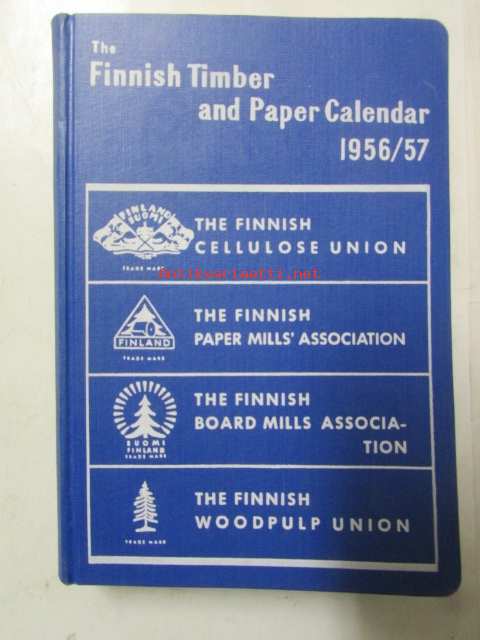 The
Finnish Timber
and Paper Calendar
1956/57
FINLAND
SUOMI
TRADE MARK
THE FINNISH
CELLULOSE UNION
antikvariaatti.net
FINLAND
TRADE MARK
THE FINNISH
PAPER MILLS' ASSOCIATION
SUOMI
FINLAND
TRADE MARK
THE FINNISH
BOARD MILLS ASSOCIA-
TION
TRADE MARK
THE FINNISH
WOODPULP UNION